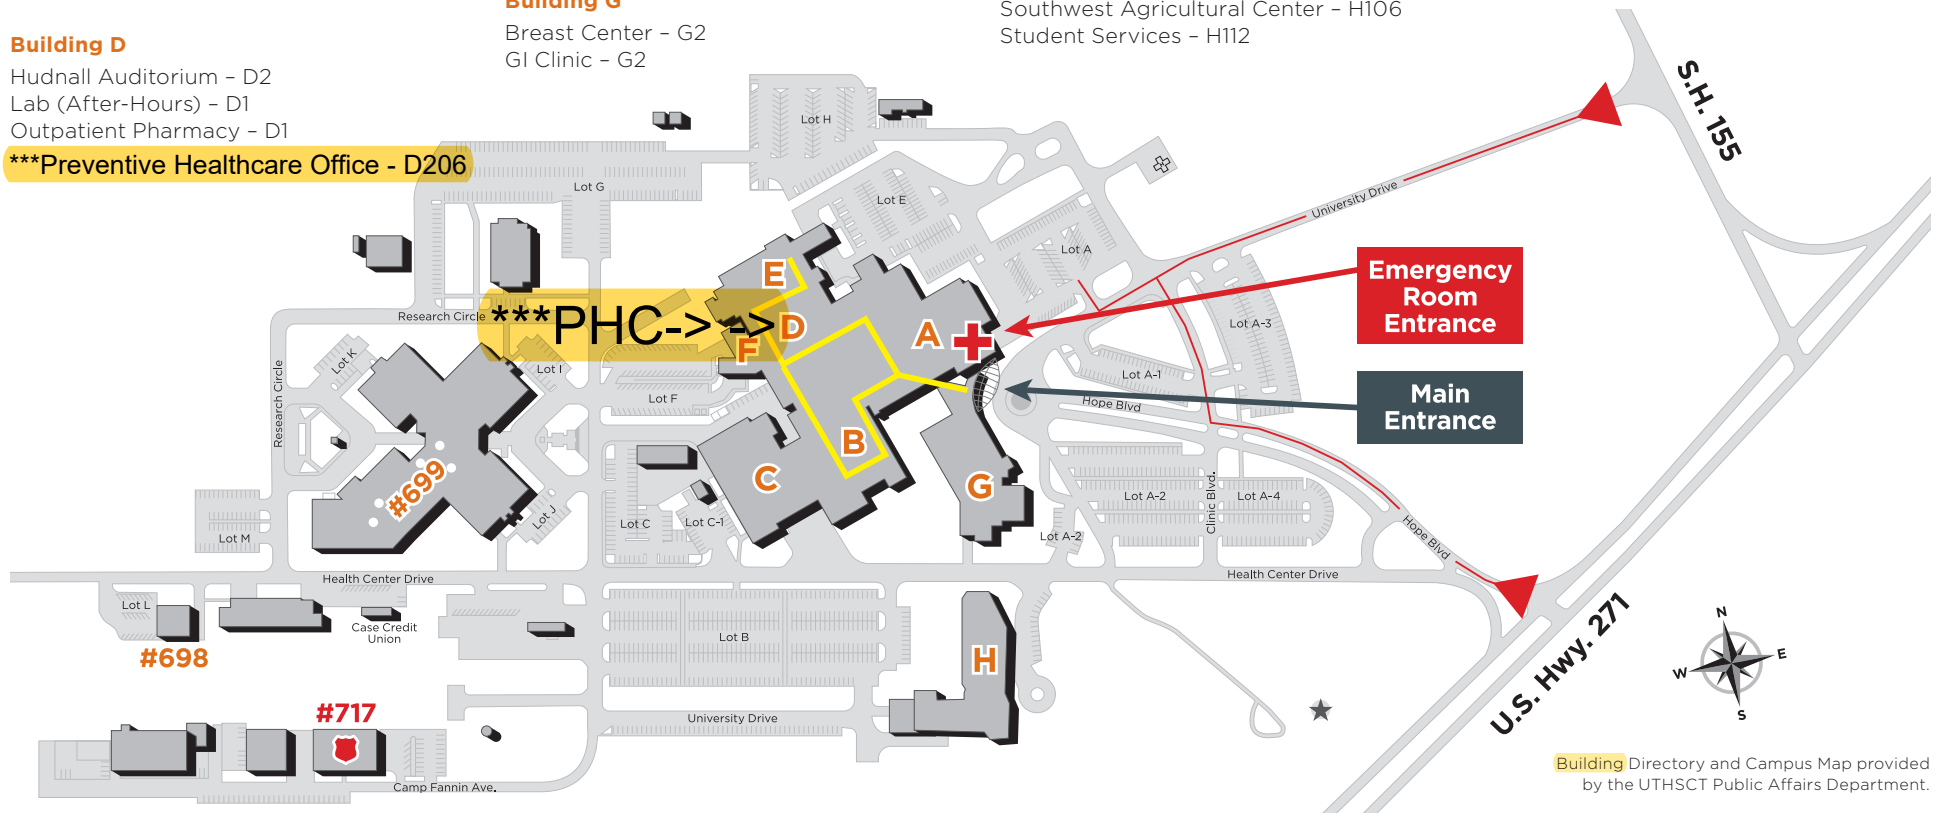 Building G
Southwest Agricultural Center – H106
Breast Center – G2
Student Services – H112
GI Clinic – G2
Building D
Hudnall Auditorium – D2
Lab (After-Hours) – D1
Outpatient Pharmacy – D1
***Preventive Healthcare Office - D206
S.H. 155
Lot H
Lot G
Lot E
University Drive
Lot A
Emergency
Room
Entrance
E
***PHC-> ->
D
F
A
Research Circle
Lot A-3
Lot K
Lot I
Research Circle
Lot F
Lot A-1
Hope Blvd
Main
Entrance
B
C
G
#699
Lot J
Lot C
Lot C-1
Lot A-2
Clinic Blvd.
Lot A-4
Lot M
Lot A-2
Hope Blvd
Health Center Drive
Health Center Drive
Lot L
Case Credit
Union
Lot B
#698
H
U.S. Hwy. 271
N
E
W
S
#717
University Drive
Camp Fannin Ave.
Building Directory and Campus Map provided
by the UTHSCT Public Affairs Department.